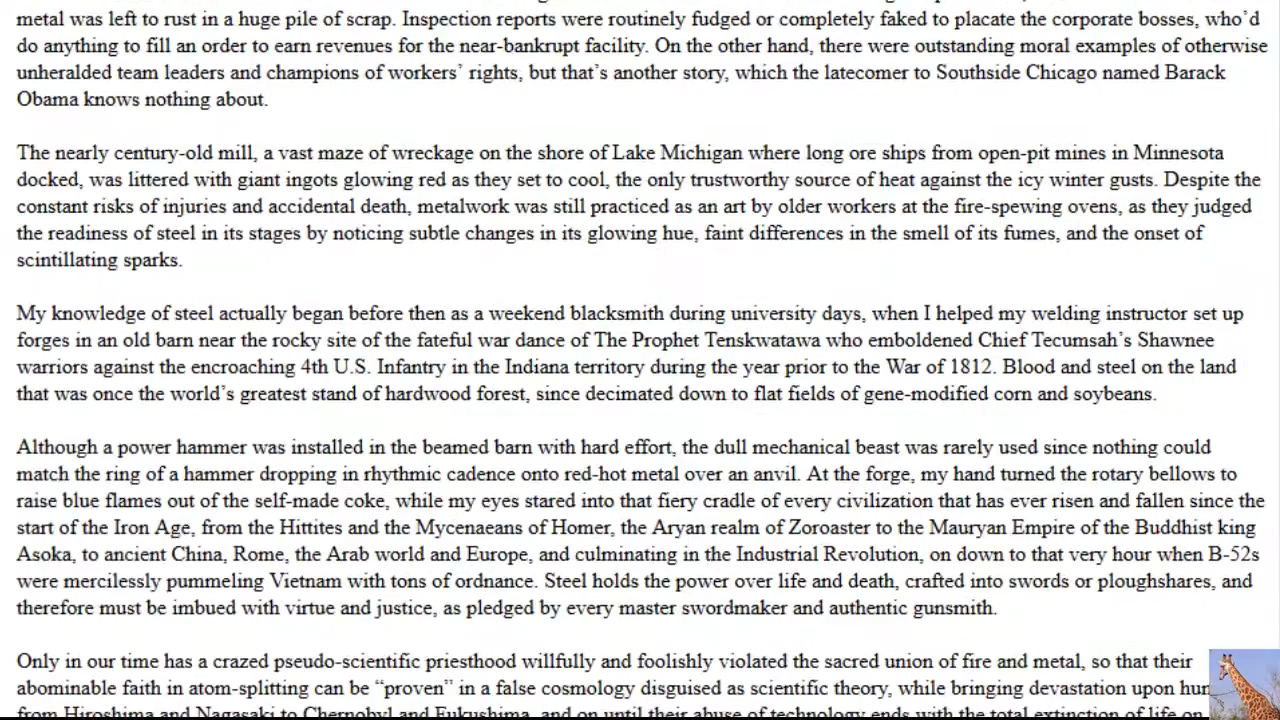 metal was left to rust in a huge pile of scrap. Inspection reports were routinely fudged or completely faked to placate the corporate bosses, who’d
do anything to fill an order to earn revenues for the near-bankrupt facility. On the other hand, there were outstanding moral examples of otherwise
unheralded team leaders and champions of workers’ rights, but that’s another story, which the latecomer to Southside Chicago named Barack
Obama knows nothing about.
The nearly century-old mill, a vast maze of wreckage on the shore of Lake Michigan where long ore ships from open-pit mines in Minnesota
docked, was littered with giant ingots glowing red as they set to cool, the only trustworthy source of heat against the icy winter gusts. Despite the
constant risks of injuries and accidental death, metalwork was still practiced as an art by older workers at the fire-spewing ovens, as they judged
the readiness of steel in its stages by noticing subtle changes in its glowing hue, faint differences in the smell of its fumes, and the onset of
scintillating sparks.
My knowledge of steel actually began before then as a weekend blacksmith during university days, when I helped my welding instructor set up
forges in an old barn near the rocky site of the fateful war dance of The Prophet Tenskwatawa who emboldened Chief Tecumsah’s Shawnee
warriors against the encroaching 4th U.S. Infantry in the Indiana territory during the year prior to the War of 1812. Blood and steel on the land
that was once the world’s greatest stand of hardwood forest, since decimated down to flat fields of gene-modified corn and soybeans.
Although a power hammer was installed in the beamed barn with hard effort, the dull mechanical beast was rarely used since nothing could
match the ring of a hammer dropping in rhythmic cadence onto red-hot metal over an anvil. At the forge, my hand turned the rotary bellows to
raise blue flames out of the self-made coke, while my eyes stared into that fiery cradle of every civilization that has ever risen and fallen since the
start of the Iron Age, from the Hittites and the Mycenaeans of Homer, the Aryan realm of Zoroaster to the Mauryan Empire of the Buddhist king
Asoka, to ancient China, Rome, the Arab world and Europe, and culminating in the Industrial Revolution, on down to that very hour when B-52s
were mercilessly pummeling Vietnam with tons of ordnance. Steel holds the power over life and death, crafted into swords or ploughshares, and
therefore must be imbued with virtue and justice, as pledged by every master swordmaker and authentic gunsmith.
Only in our time has a crazed pseudo-scientific priesthood willfully and foolishly violated the sacred union of fire and metal, so that their
abominable faith in atom-splitting can be “proven” in a false cosmology disguised as scientific theory, while bringing devastation upon
from Hiroshima and Nagasaki to Chernobyl and Fukushima, and on until their abuse of technology ends with the total extinction of life on